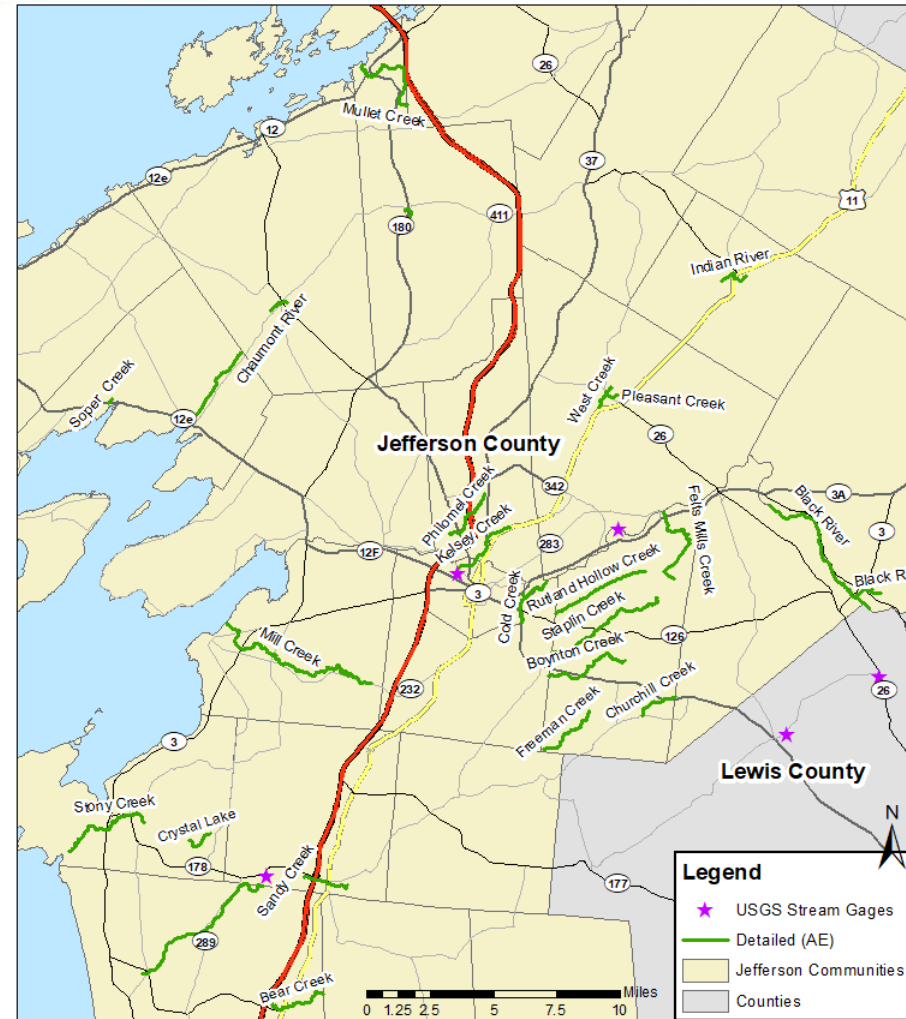 26
Mullet Creek
12
37
12e
11
411
180
Indian River
Chaumont River
Soper Creek
12e
West Creek
Pleasant Creek
26
Jefferson County
342
3A
Philomel Creek
Kelsey Creek
Felts Mills Creek
Black River
3
283
12F
Rutland Hollow Creek
Black R
3
Cold Creek
Staplin Creek
126
Mill Creek
Boynton Creek
232
26
Churchill Creek
Freeman Creek
3
Lewis County
Stony Creek
Crystal Lake
N
178
Sandy Creek
177
289
Bear Creek
Miles
0 1.25 2.5 5 7.5 10
Legend
USGS Stream Gages
Detailed (AE)
Jefferson Communities
Counties